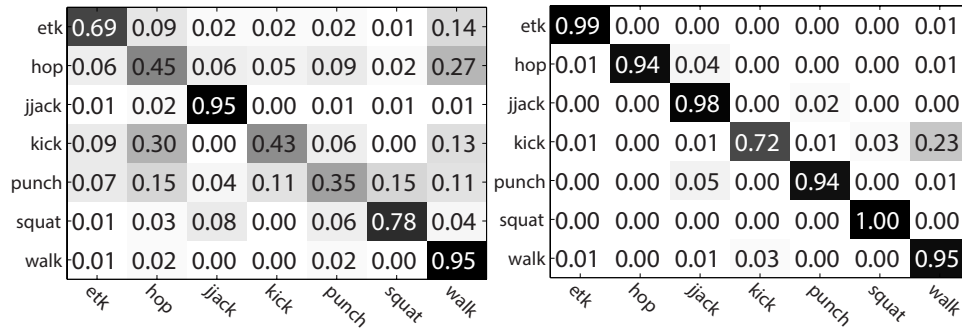 etk 0.69 0.09 0.02 0.02 0.02 0.01 0.14
hop 0.06 0.45 0.06 0.05 0.09 0.02 0.27
jjack 0.01 0.02 0.95 0.00 0.01 0.01 0.01
kick 0.09 0.30 0.00 0.43 0.06 0.00 0.13
punch 0.07 0.15 0.04 0.11 0.35 0.15 0.11
squat 0.01 0.03 0.08 0.00 0.06 0.78 0.04
walk 0.01 0.02 0.00 0.00 0.02 0.00 0.95
etk hop jjack kick punch squat walk
etk 0.99 0.00 0.00 0.00 0.00 0.00 0.01
hop 0.01 0.94 0.04 0.00 0.00 0.00 0.01
jjack 0.00 0.00 0.98 0.00 0.02 0.00 0.00
kick 0.01 0.00 0.01 0.72 0.01 0.03 0.23
punch 0.00 0.00 0.05 0.00 0.94 0.00 0.01
squat 0.00 0.00 0.00 0.00 0.00 1.00 0.00
walk 0.01 0.00 0.01 0.03 0.00 0.00 0.95
etk hop jjack kick punch squat walk